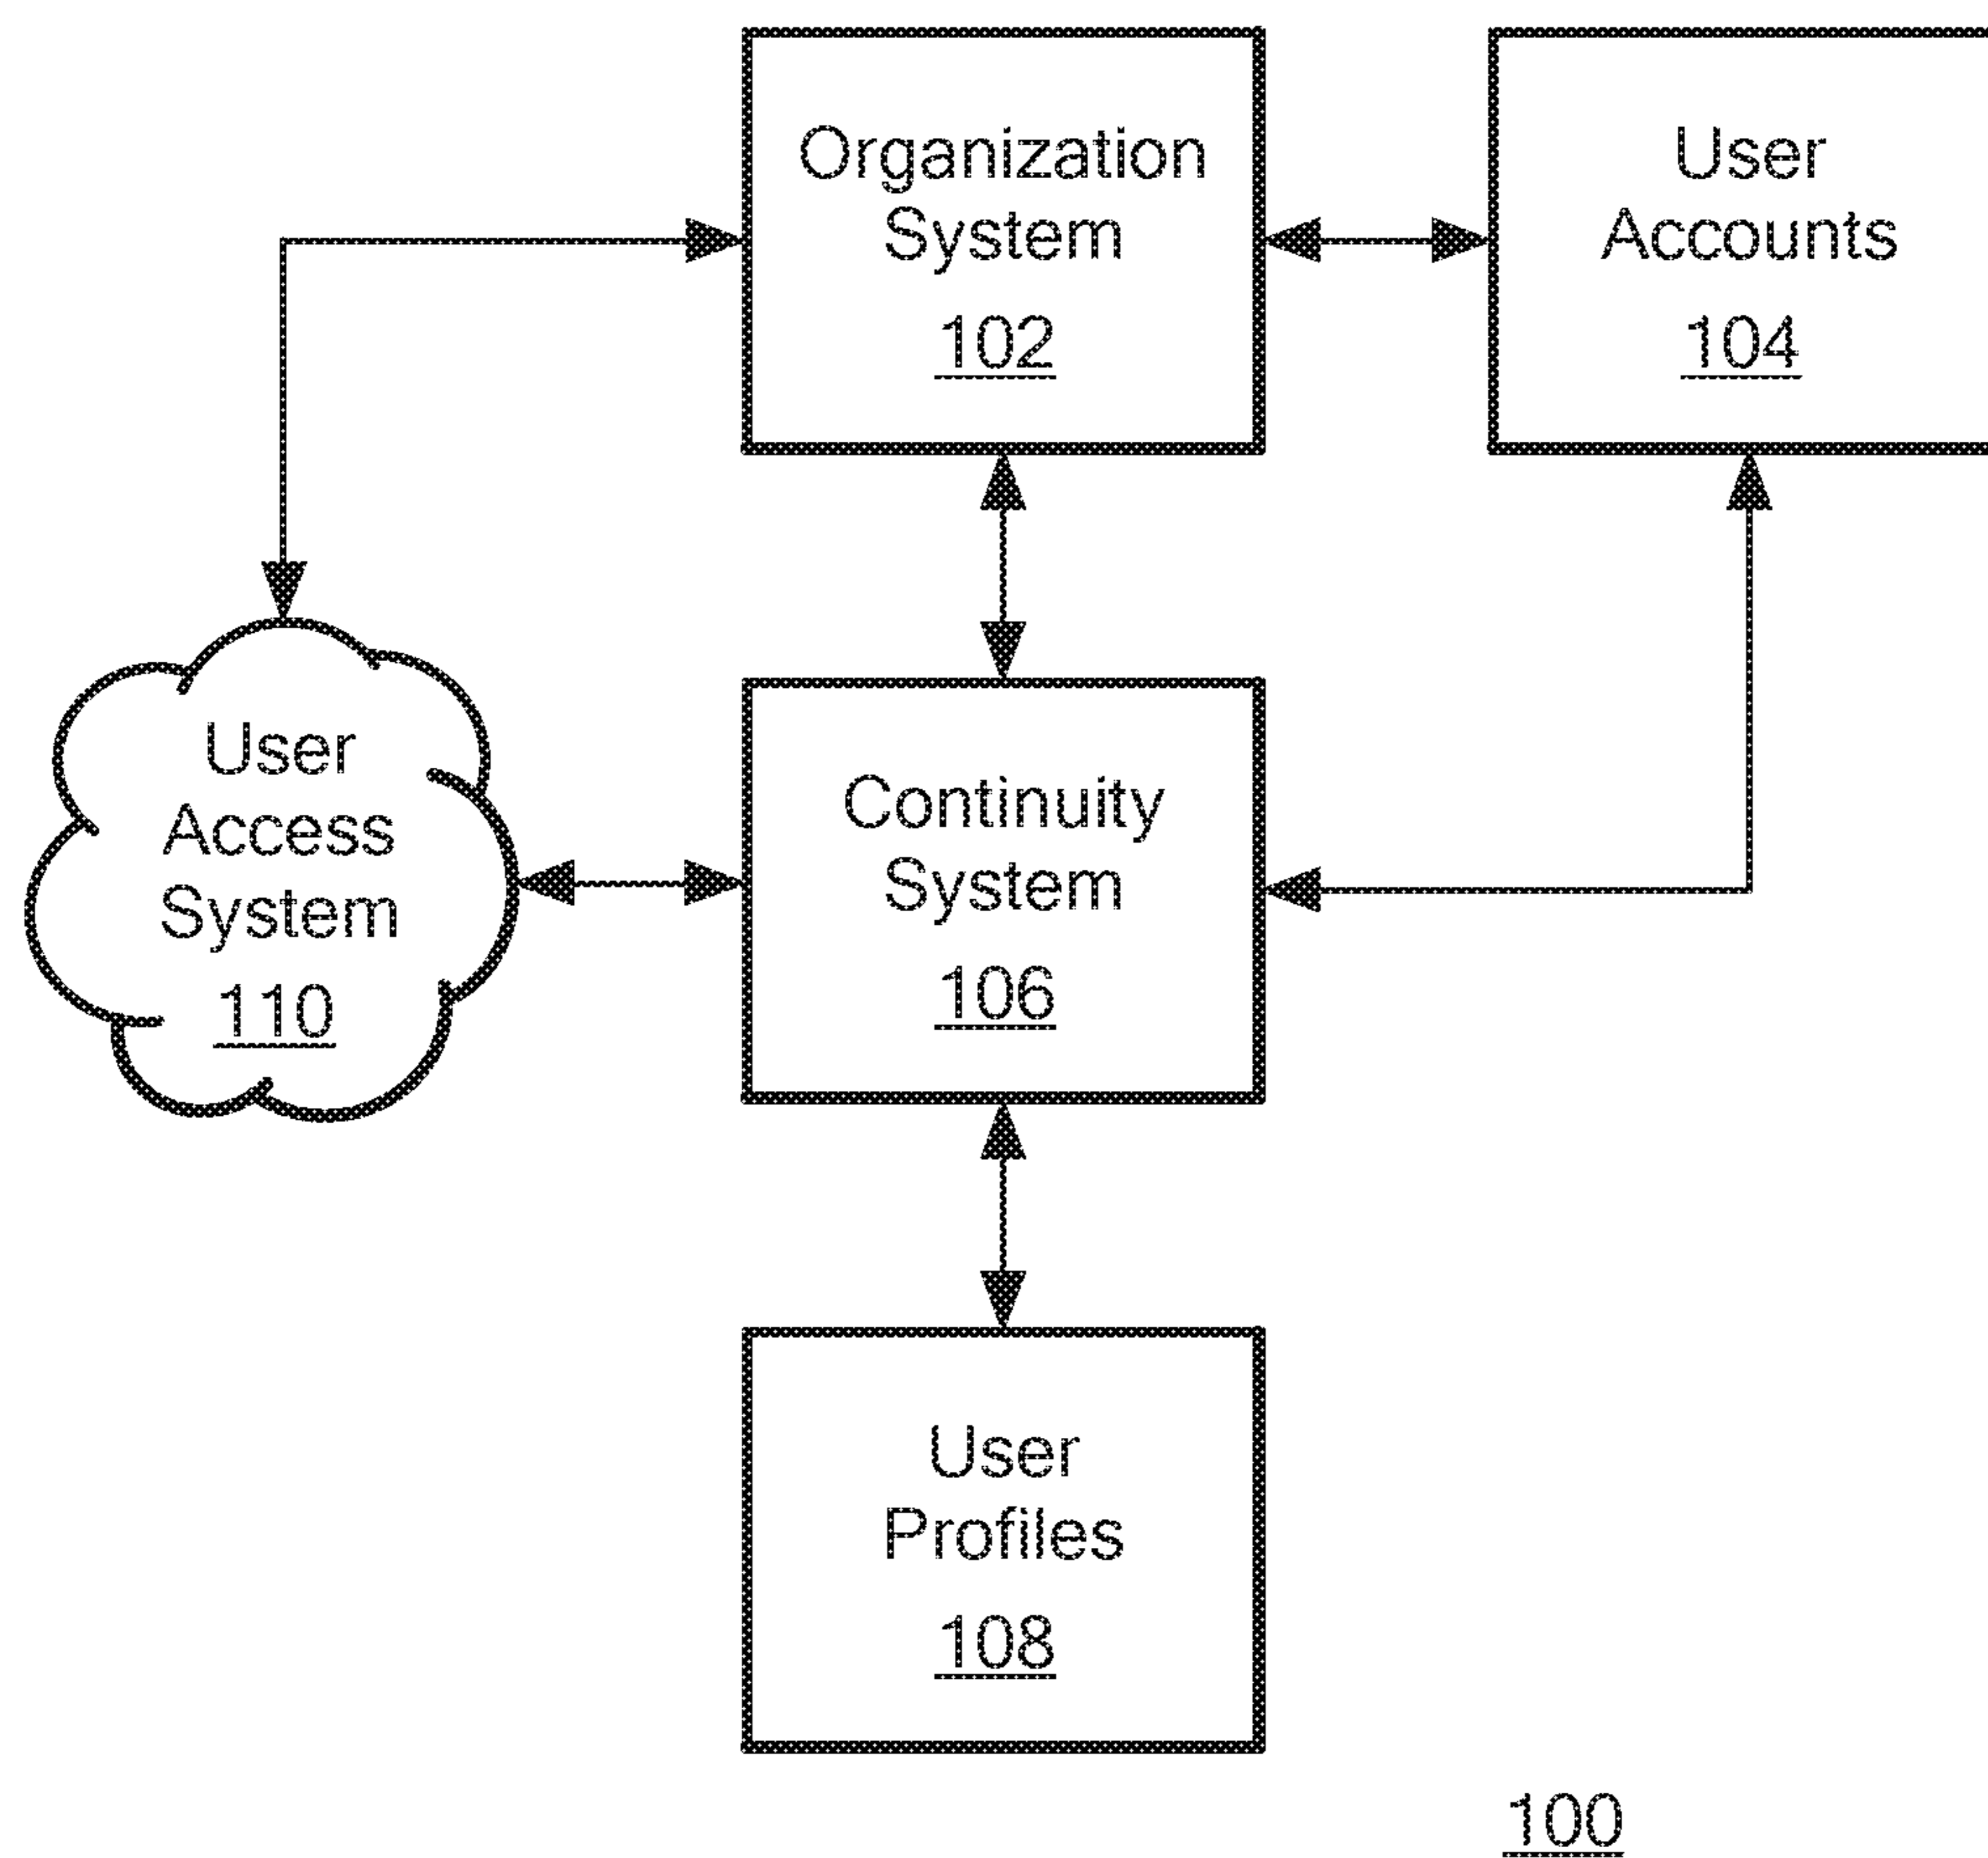 Organization
System
102
User
Accounts
104
User
Access
System
110
Continuity
System
106
User
Profiles
108
100